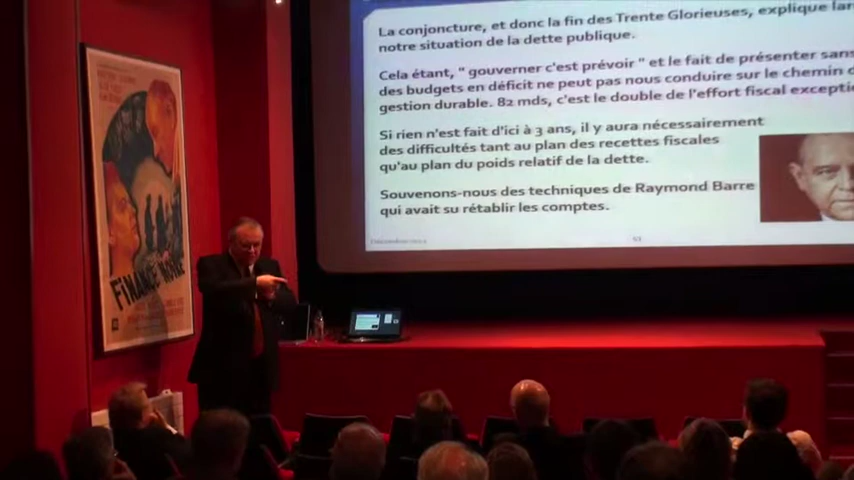 La conjoncture, et donc la fin des Trente Glorieuses, explique
notre situation de la dette publique.
Cela étant, " gouverner c'est prévoir " et le fait de présenter sans
des budgets en déficit ne peut pas nous conduire sur le chemin d
gestion durable. 82 mds, c'est le double de l'effort fiscal excepti
Si rien n'est fait d'ici à 3 ans, il y aura nécessairement
des difficultés tant au plan des recettes fiscales
qu'au plan du poids relatif de la dette.
Souvenons-nous des techniques de Raymond Barre
qui avait su rétablir les comptes.
FINANCE